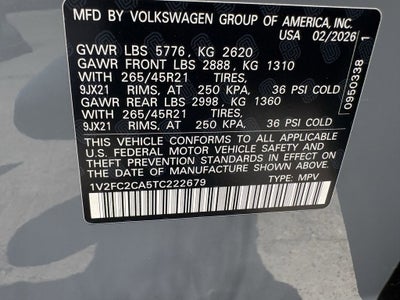 MFD BY VOLKSWAGEN GROUP OF AMERICA, INC.
USA 02/2026
GVWR LBS 5776, KG 2620
GAWR FRONT LBS 2888, KG 1310
WITH 265/45R21 TIRES,
9JX21 RIMS, AT 250 KPA, 36 PSI COLD
GAWR REAR LBS 2998, KG 1360
WITH 265/45R21 TIRES,
9JX21 RIMS, AT 250 KPA, 36 PSI COLD
THIS VEHICLE CONFORMS TO ALL APPLICABLE
U.S. FEDERAL MOTOR VEHICLE SAFETY AND
THEFT PREVENTION STANDARDS IN EFFECT ON
THE DATE OF MANUFACTURE SHOWN ABOVE.
1V2FC2CA5TC222679 TYPE: MPV
0950338 1